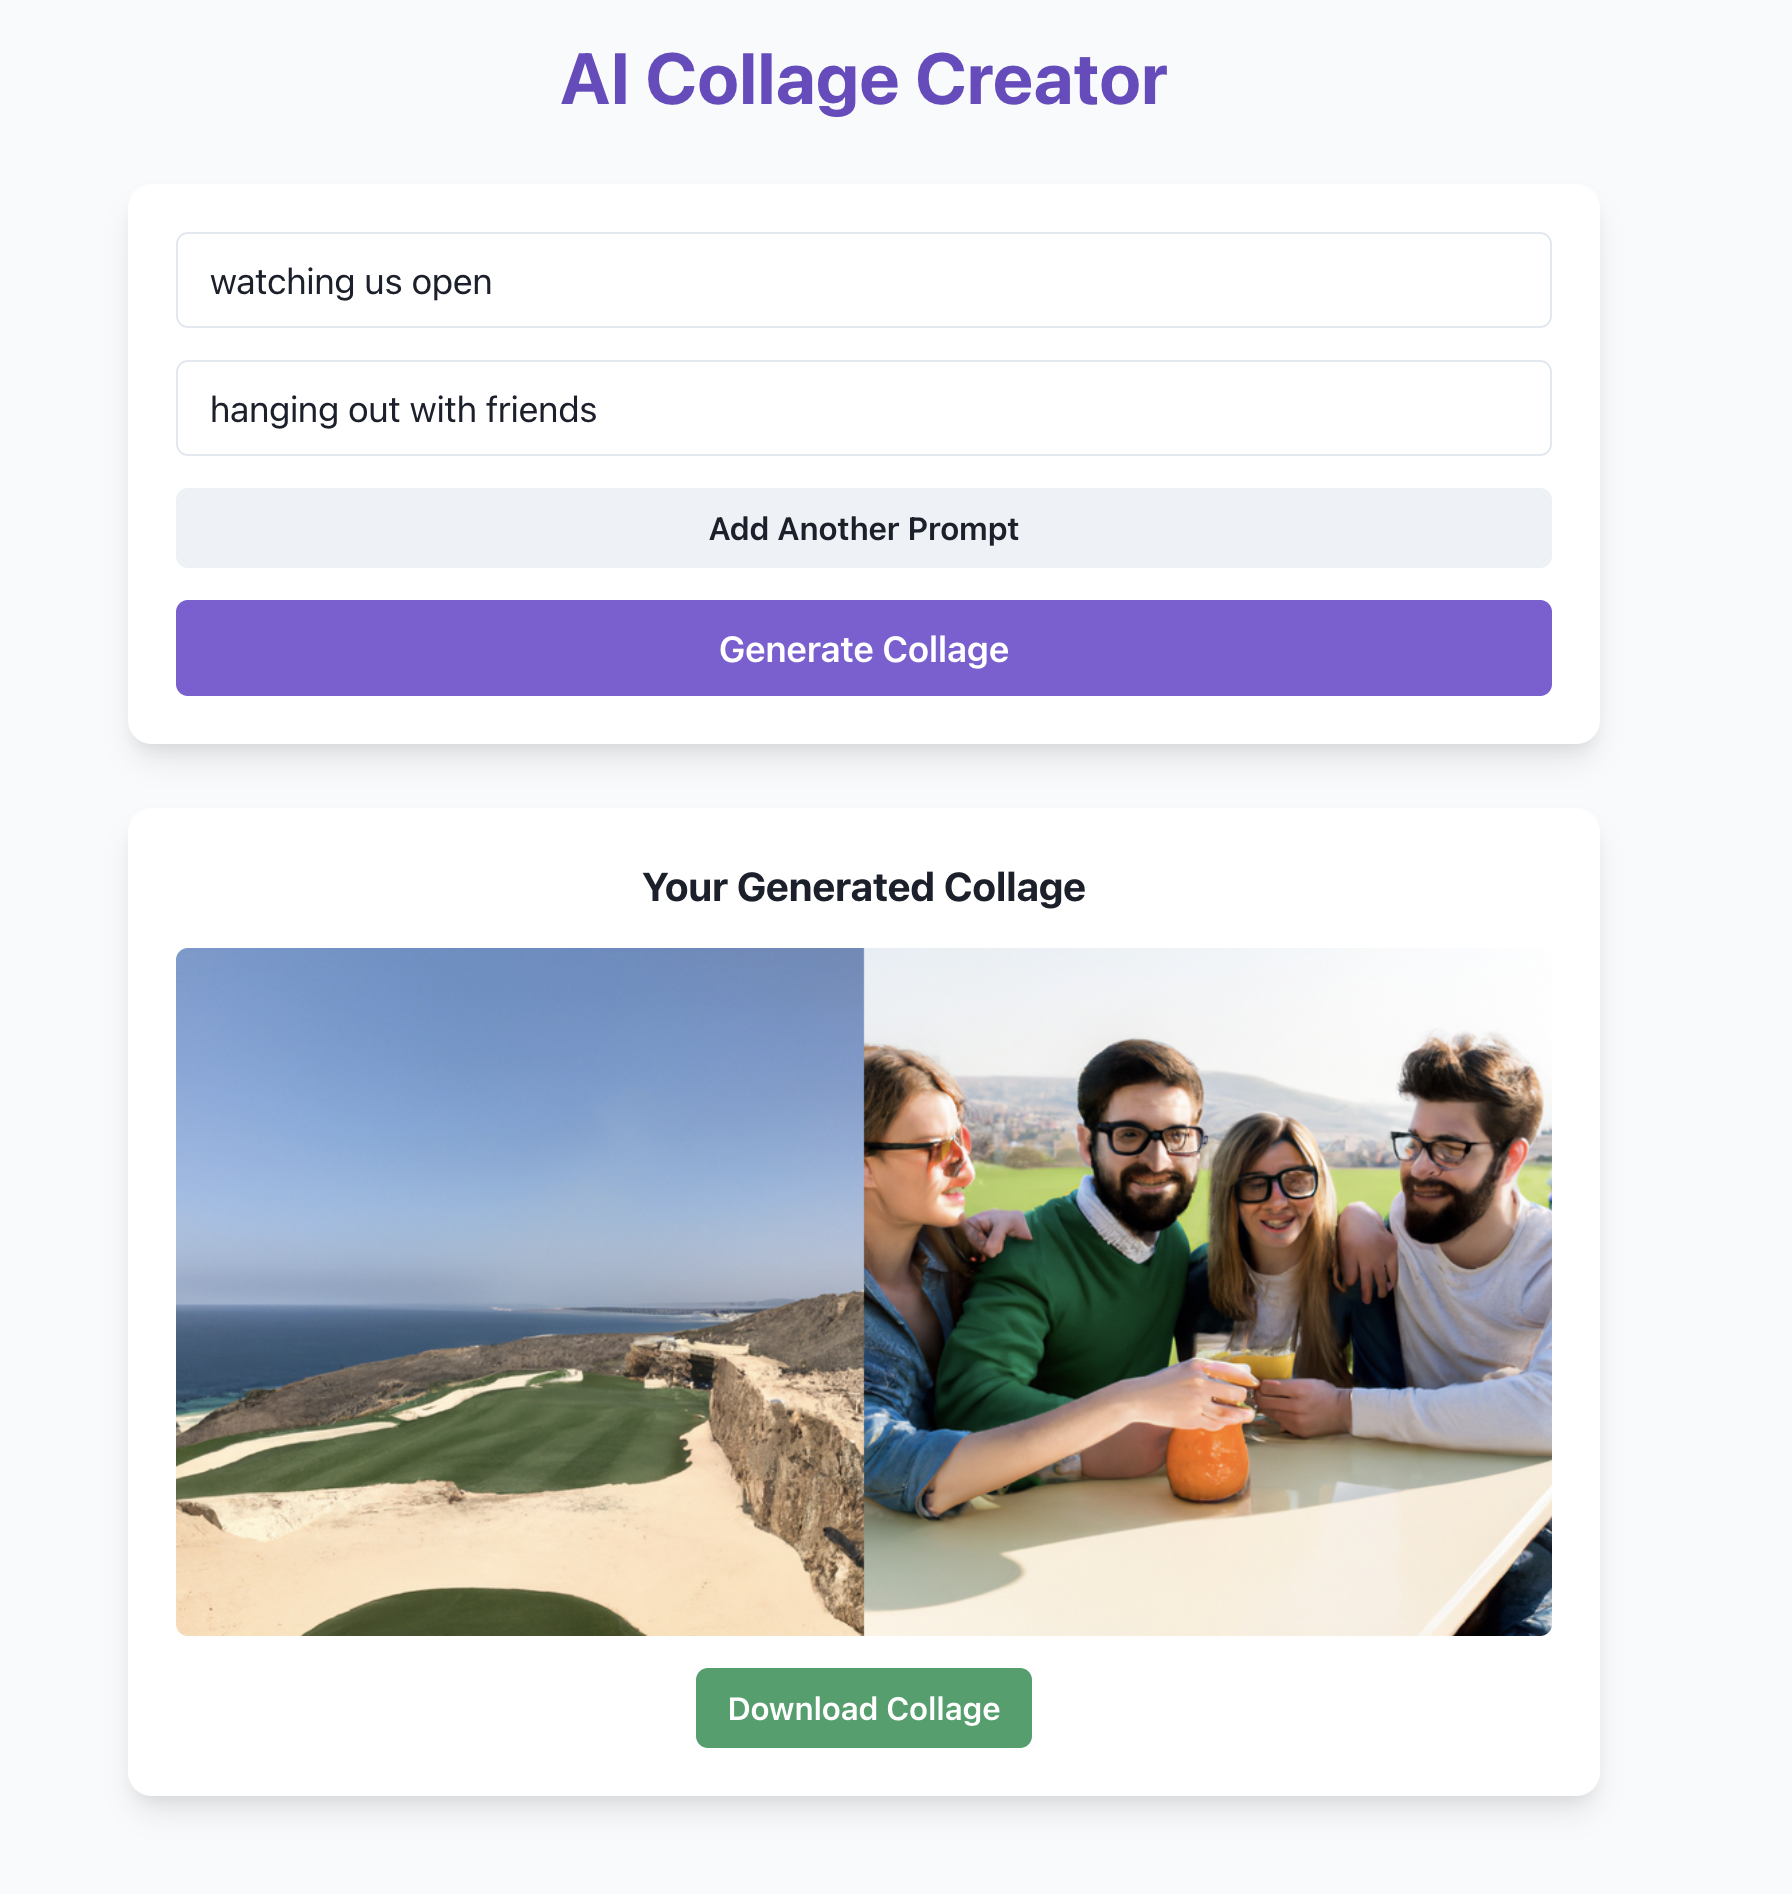 AI Collage Creator
watching us open
hanging out with friends
Add Another Prompt
Generate Collage
Your Generated Collage
Download Collage